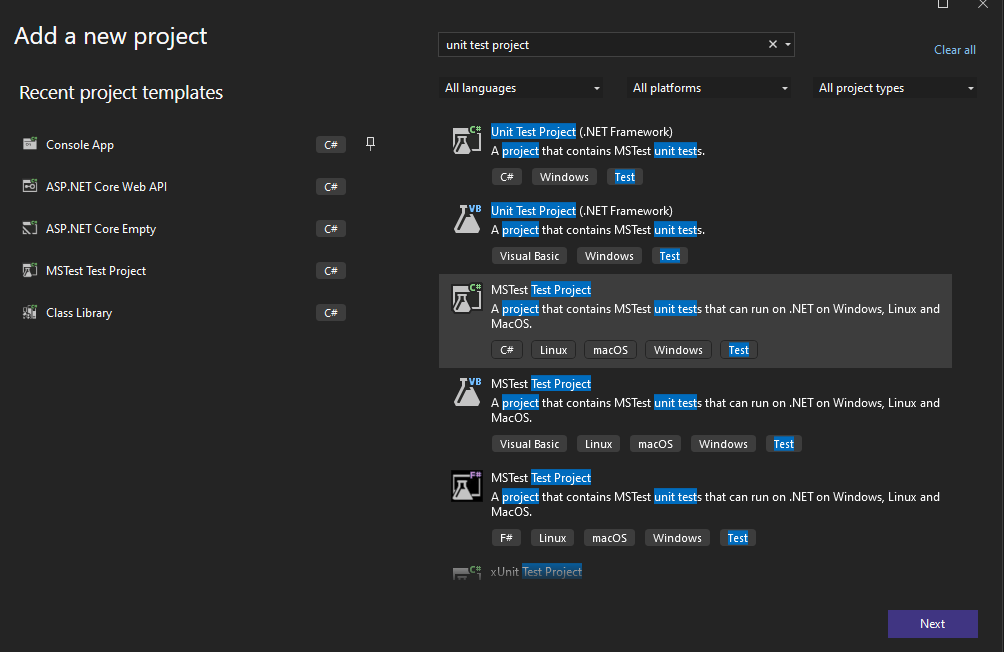 Add a new project
unit test project
Clear all
Recent project templates
All languages
All platforms
All project types
Console App
C#
ASP.NET Core Web API
C#
ASP.NET Core Empty
C#
MSTest Test Project
C#
Class Library
C#
C#
Unit Test Project (.NET Framework)
A project that contains MSTest unit tests.
C# Windows Test
VB
Unit Test Project (.NET Framework)
A project that contains MSTest unit tests.
Visual Basic Windows Test
C#
MSTest Test Project
A project that contains MSTest unit tests that can run on .NET on Windows, Linux and
MacOS.
C# Linux macOS Windows Test
VB
MSTest Test Project
A project that contains MSTest unit tests that can run on .NET on Windows, Linux and
MacOS.
Visual Basic Linux macOS Windows Test
F#
MSTest Test Project
A project that contains MSTest unit tests that can run on .NET on Windows, Linux and
MacOS.
F# Linux macOS Windows Test
C#
xUnit Test Project
Next